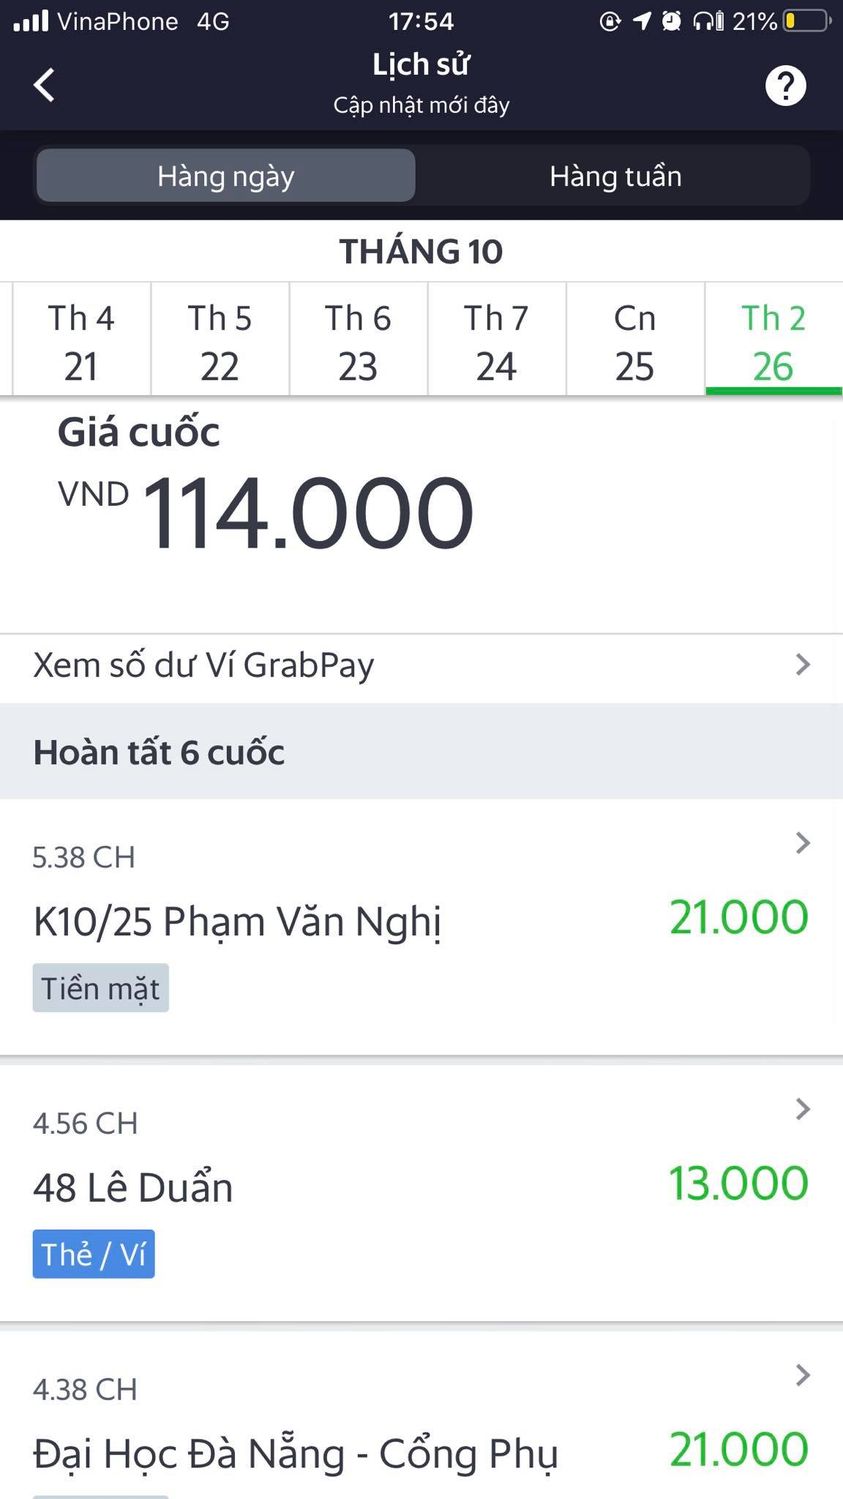 VinaPhone 4G 17:54 21%
Lịch sử
Cập nhật mới đây
?
Hàng ngày Hàng tuần
THÁNG 10
Th 4 Th 5 Th 6 Th 7 Cn Th 2
21 22 23 24 25 26
Giá cuốc
VND 114.000
Xem số dư Ví GrabPay
Hoàn tất 6 cuốc
5.38 CH
K10/25 Phạm Văn Nghị 21.000
Tiền mặt
4.56 CH
48 Lê Duẩn 13.000
Thẻ / Ví
4.38 CH
Đại Học Đà Nẵng - Cổng Phụ 21.000